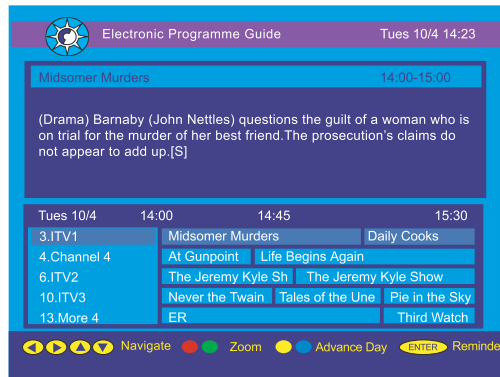 Electronic Programme Guide Tues 10/4 14:23
Midsomer Murders 14:00-15:00
(Drama) Barnaby (John Nettles) questions the guilt of a woman who is
on trial for the murder of her best friend.The prosecution's claims do
not appear to add up.[S]
Tues 10/4 14:00 14:45 15:30
3.ITV1 Midsomer Murders Daily Cooks
4.Channel 4 At Gunpoint Life Begins Again
6.ITV2 The Jeremy Kyle Sh The Jeremy Kyle Show
10.ITV3 Never the Twain Tales of the Une Pie in the Sky
13.More 4 ER Third Watch
Navigate Zoom Advance Day ENTER Reminde